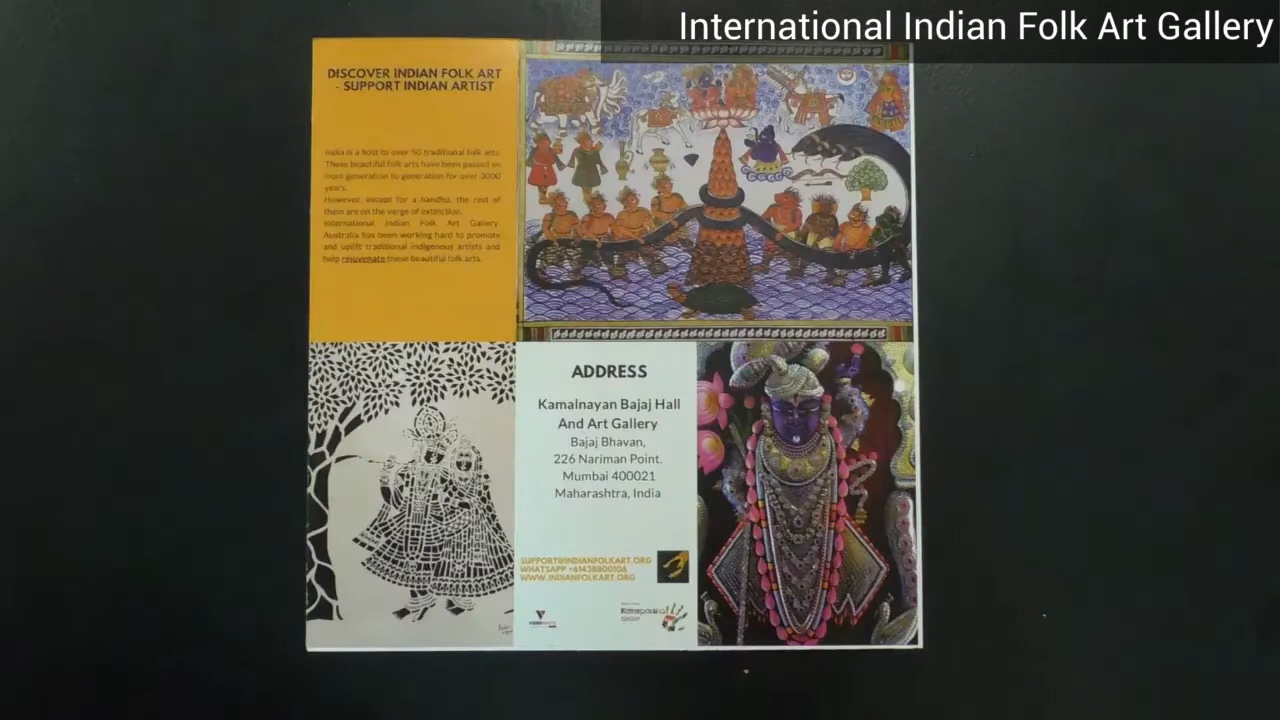 International Indian Folk Art Gallery
DISCOVER INDIAN FOLK ART
- SUPPORT INDIAN ARTIST
India is a host to over 50 traditional folk arts.
These beautiful folk arts have been passed on
from generation to generation for over 3000
years.
However, except for a handful, the rest of
them are on the varge of extinction.
International Indian Folk Art Gallery
Australia has been working hard to promote
and uplift traditional indigenous artists and
help rejuvenate these beautiful folk arts.
ADDRESS
Kamalnayan Bajaj Hall
And Art Gallery
Bajaj Bhavan,
226 Nariman Point.
Mumbai 400021
Maharashtra, India
SUPPORT@INDIANFOLKART.ORG
WHATSAPP +61438800106
WWW.INDIANFOLKART.ORG
GROUP